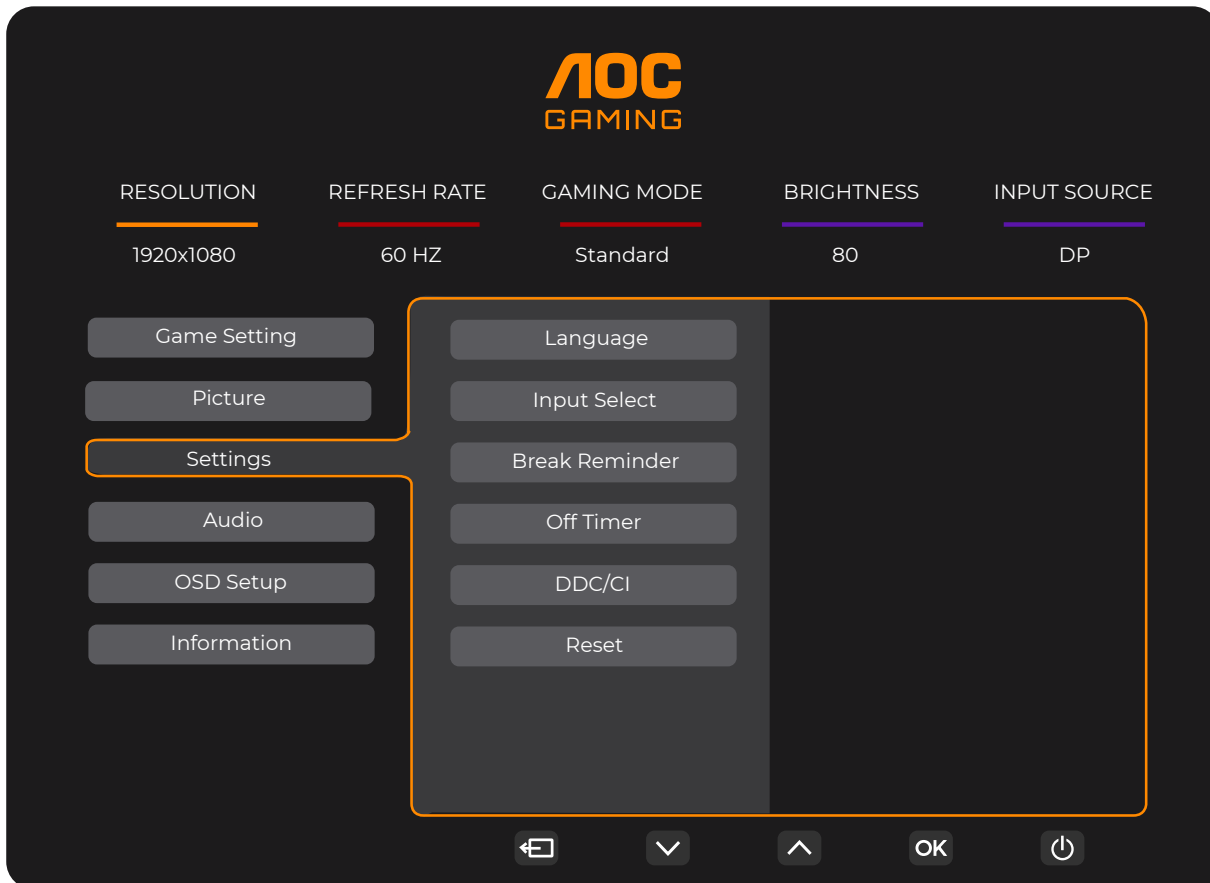 AOC
GAMING
RESOLUTION REFRESH RATE GAMING MODE BRIGHTNESS INPUT SOURCE
1920x1080 60 HZ Standard 80 DP
Game Setting
Picture
Settings
Audio
OSD Setup
Information
Language
Input Select
Break Reminder
Off Timer
DDC/CI
Reset
OK